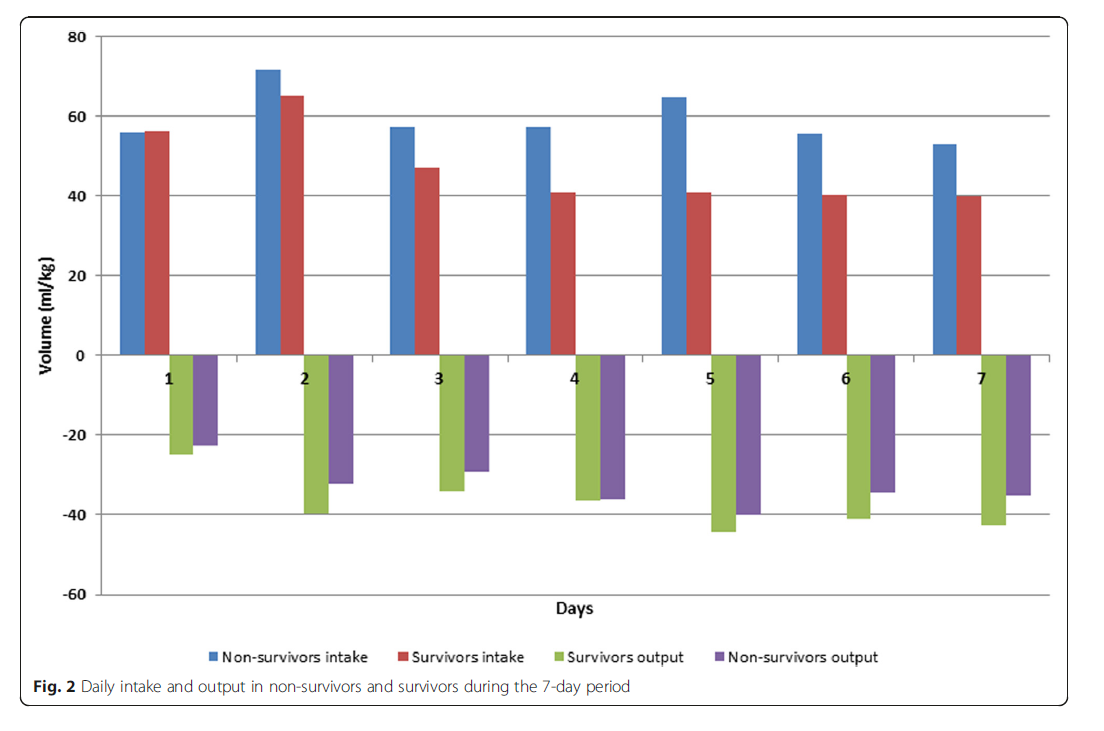 80
60
40
20
0
-20
-40
-60
Volume (ml/kg)
1 2 3 4 5 6 7
Days
Non-survivors intake Survivors intake Survivors output Non-survivors output
Fig. 2 Daily intake and output in non-survivors and survivors during the 7-day period